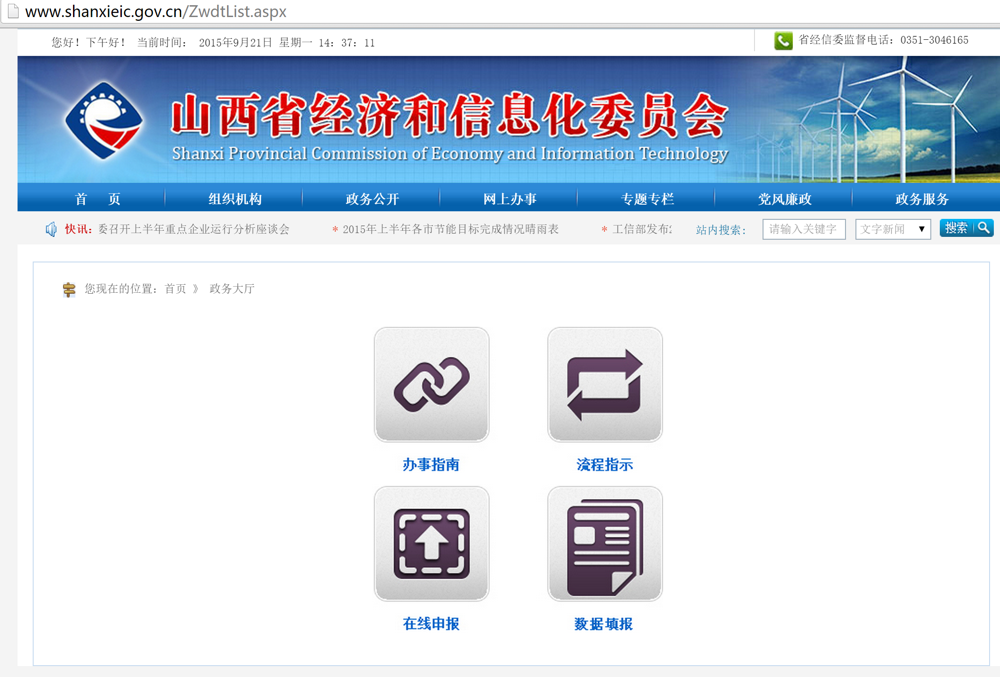 www.shanxieic.gov.cn/ZwdtList.aspx
您好！下午好！ 当前时间： 2015年9月21日 星期一 14：37：11
省经信委监督电话：0351-3046165
山西省经济和信息化委员会
Shanxi Provincial Commission of Economy and Information Technology
首 页 组织机构 政务公开 网上办事 专题专栏 党风廉政 政务服务
快讯：委召开上半年重点企业运行分析座谈会 * 2015年上半年各市节能目标完成情况晴雨表 * 工信部发布 站内搜索： 请输入关键字 文字新闻 搜索
您现在的位置：首页 》 政务大厅
办事指南 流程指示
在线申报 数据填报